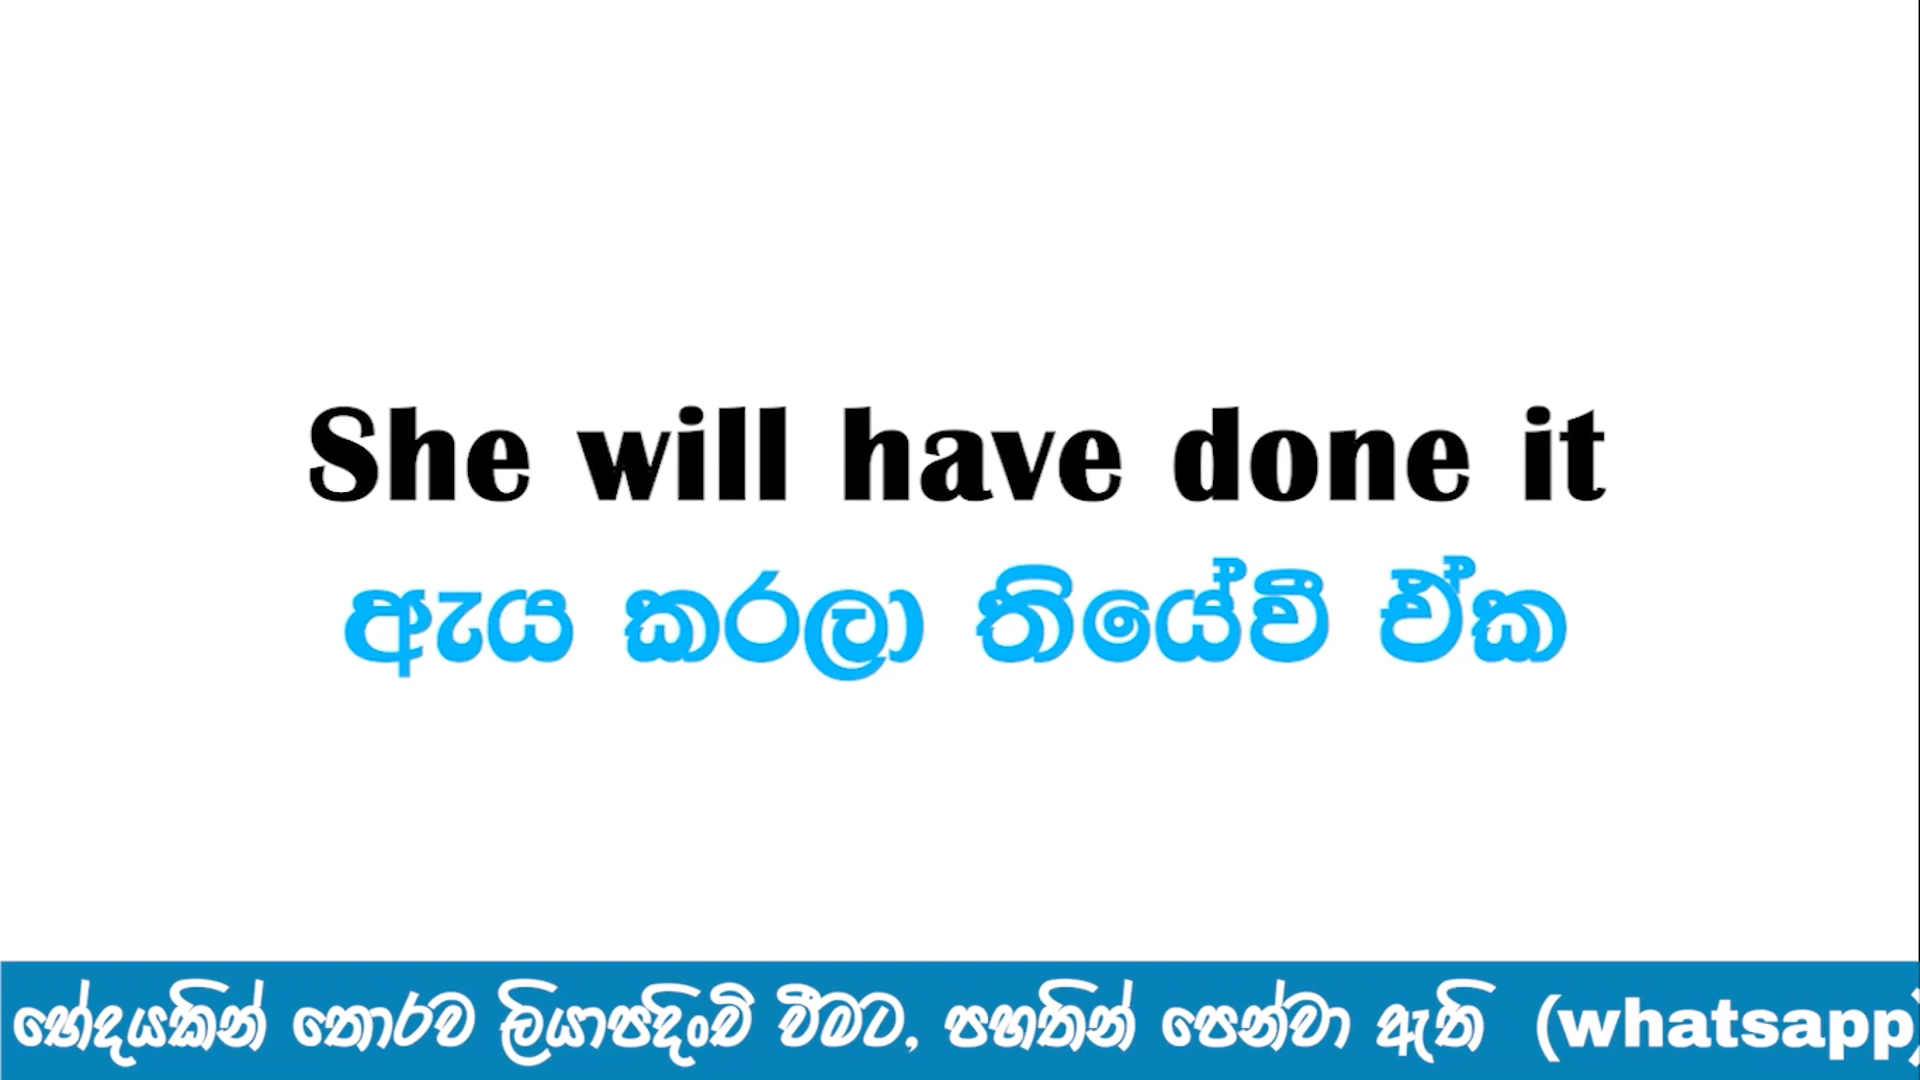 She will have done it
ඇය කරලා තියේවී ඒක
භේදයකින් තොරව ලියාපදිංචි වීමට, පහතින් පෙන්වා ඇති (whatsapp)